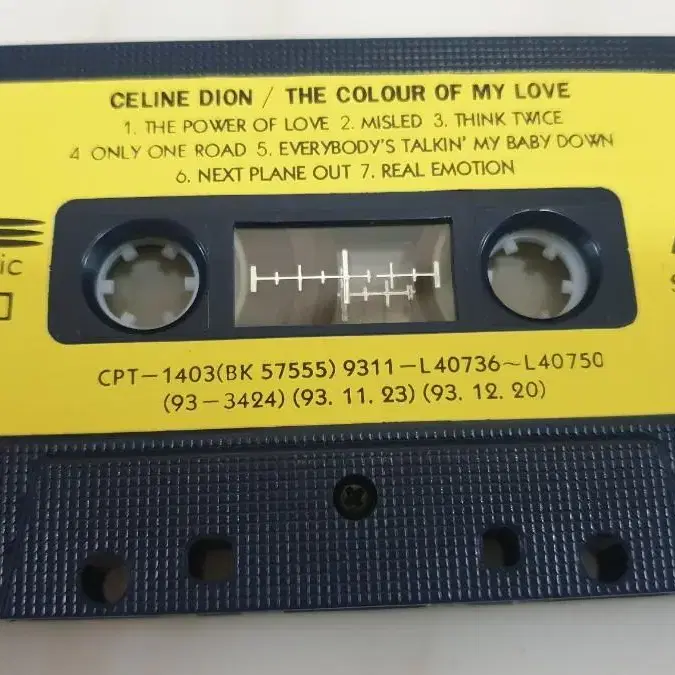 CELINE DION / THE COLOUR OF MY LOVE
1. THE POWER OF LOVE 2. MISLED 3. THINK TWICE
4 ONLY ONE ROAD 5. EVERYBODY'S TALKIN' MY BABY DOWN
6. NEXT PLANE OUT 7. REAL EMOTION
ic
CPT-1403(BK 57555) 9311-L40736~L40750
(93-3424) (93. 11. 23) (93. 12. 20)